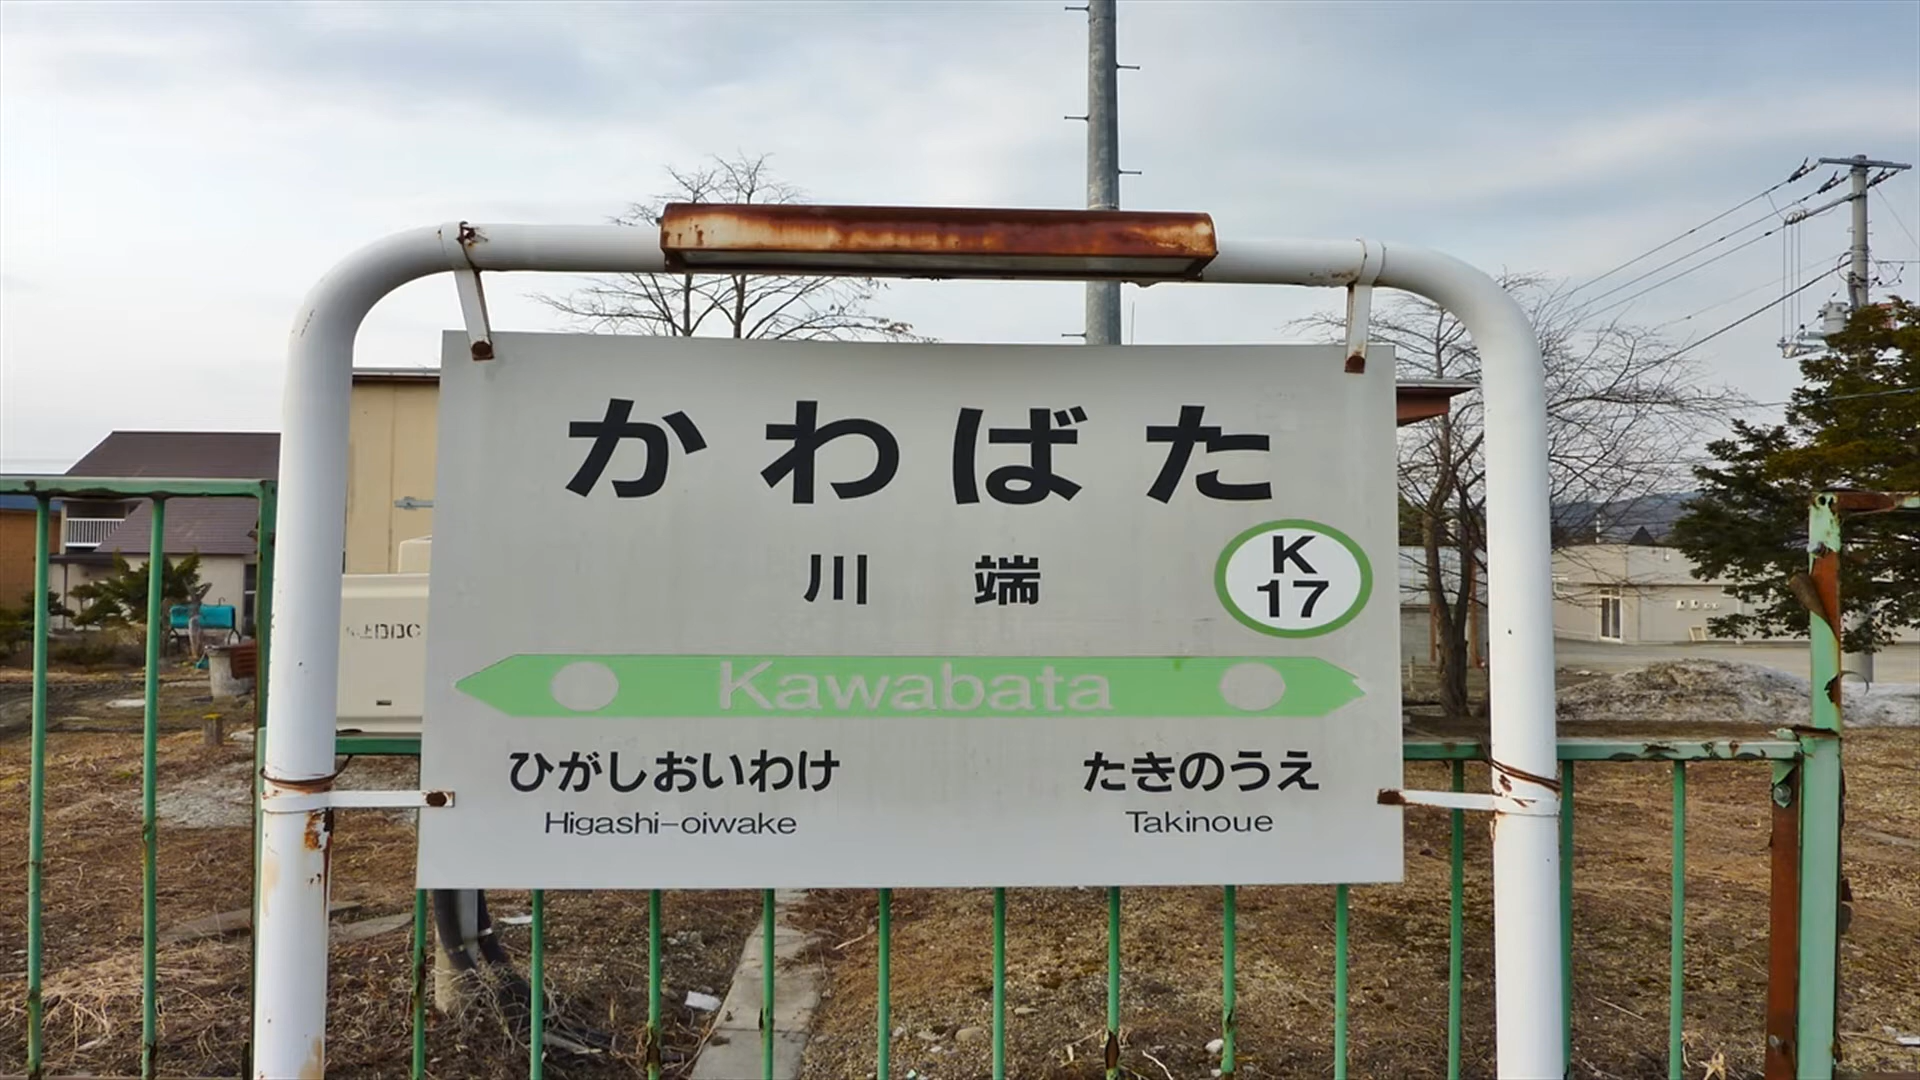 かわばた
川端
K
17
Kawabata
ひがしおいわけ たきのうえ
Higashi-oiwake Takinoue